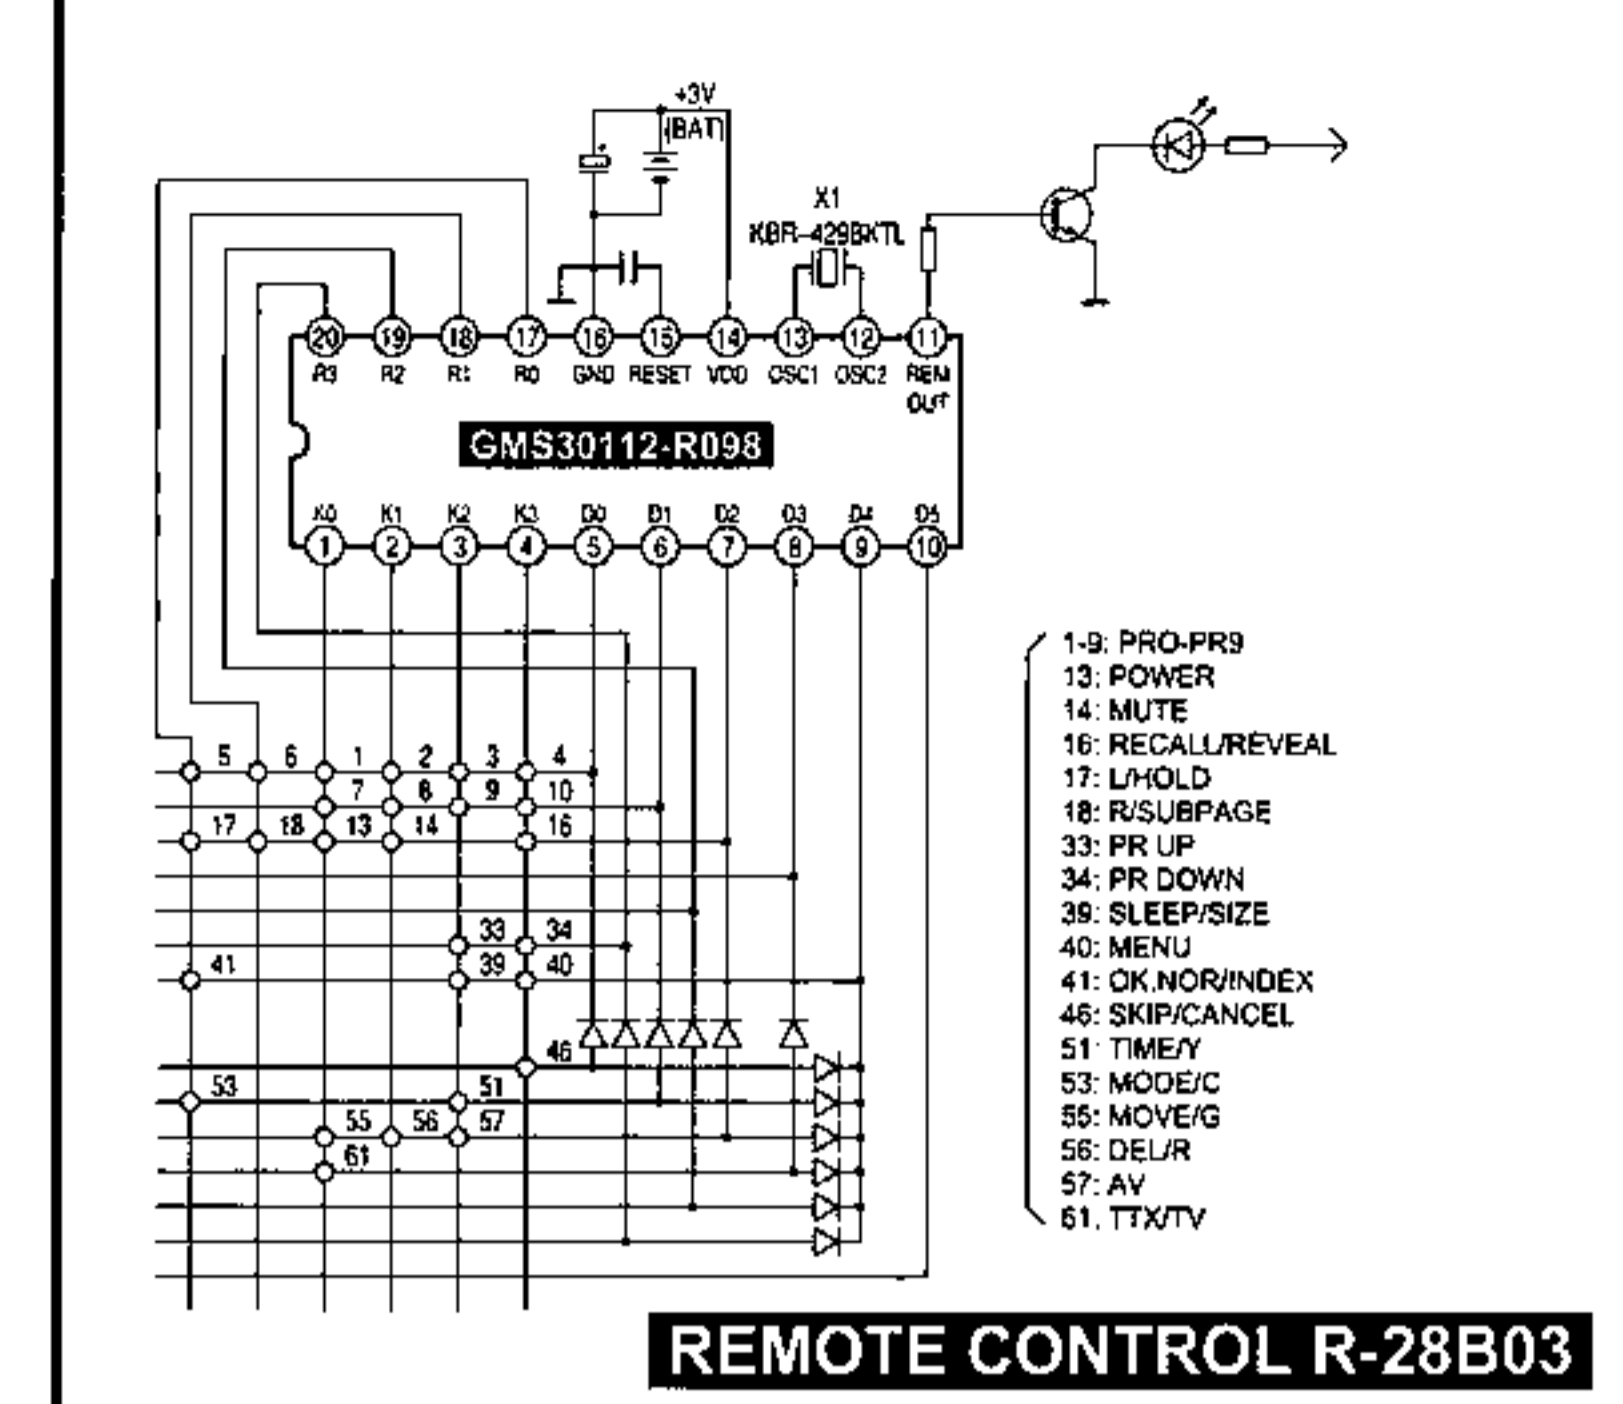 +3V
(BAT)
X1
KBR-429BKTL
20 19 18 17 16 15 14 13 12 11
R3 R2 R1 R0 GND RESET VDD OSC1 OSC2 REM
OUT
GMS30112-R098
K0 K1 K2 K3 D0 D1 D2 D3 D4 D5
1 2 3 4 5 6 7 8 9 10
5 6 1 2 3 4
7 8 9 10
17 18 13 14 16
33 34
41 39 40
46
53 51
55 56 57
61
1-9: PRO-PR9
13: POWER
14: MUTE
16: RECALL/REVEAL
17: L/HOLD
18: R/SUBPAGE
33: PR UP
34: PR DOWN
39: SLEEP/SIZE
40: MENU
41: OK.NOR/INDEX
46: SKIP/CANCEL
51: TIME/Y
53: MODE/C
55: MOVE/G
56: DEL/R
57: AV
61. TTX/TV
REMOTE CONTROL R-28B03